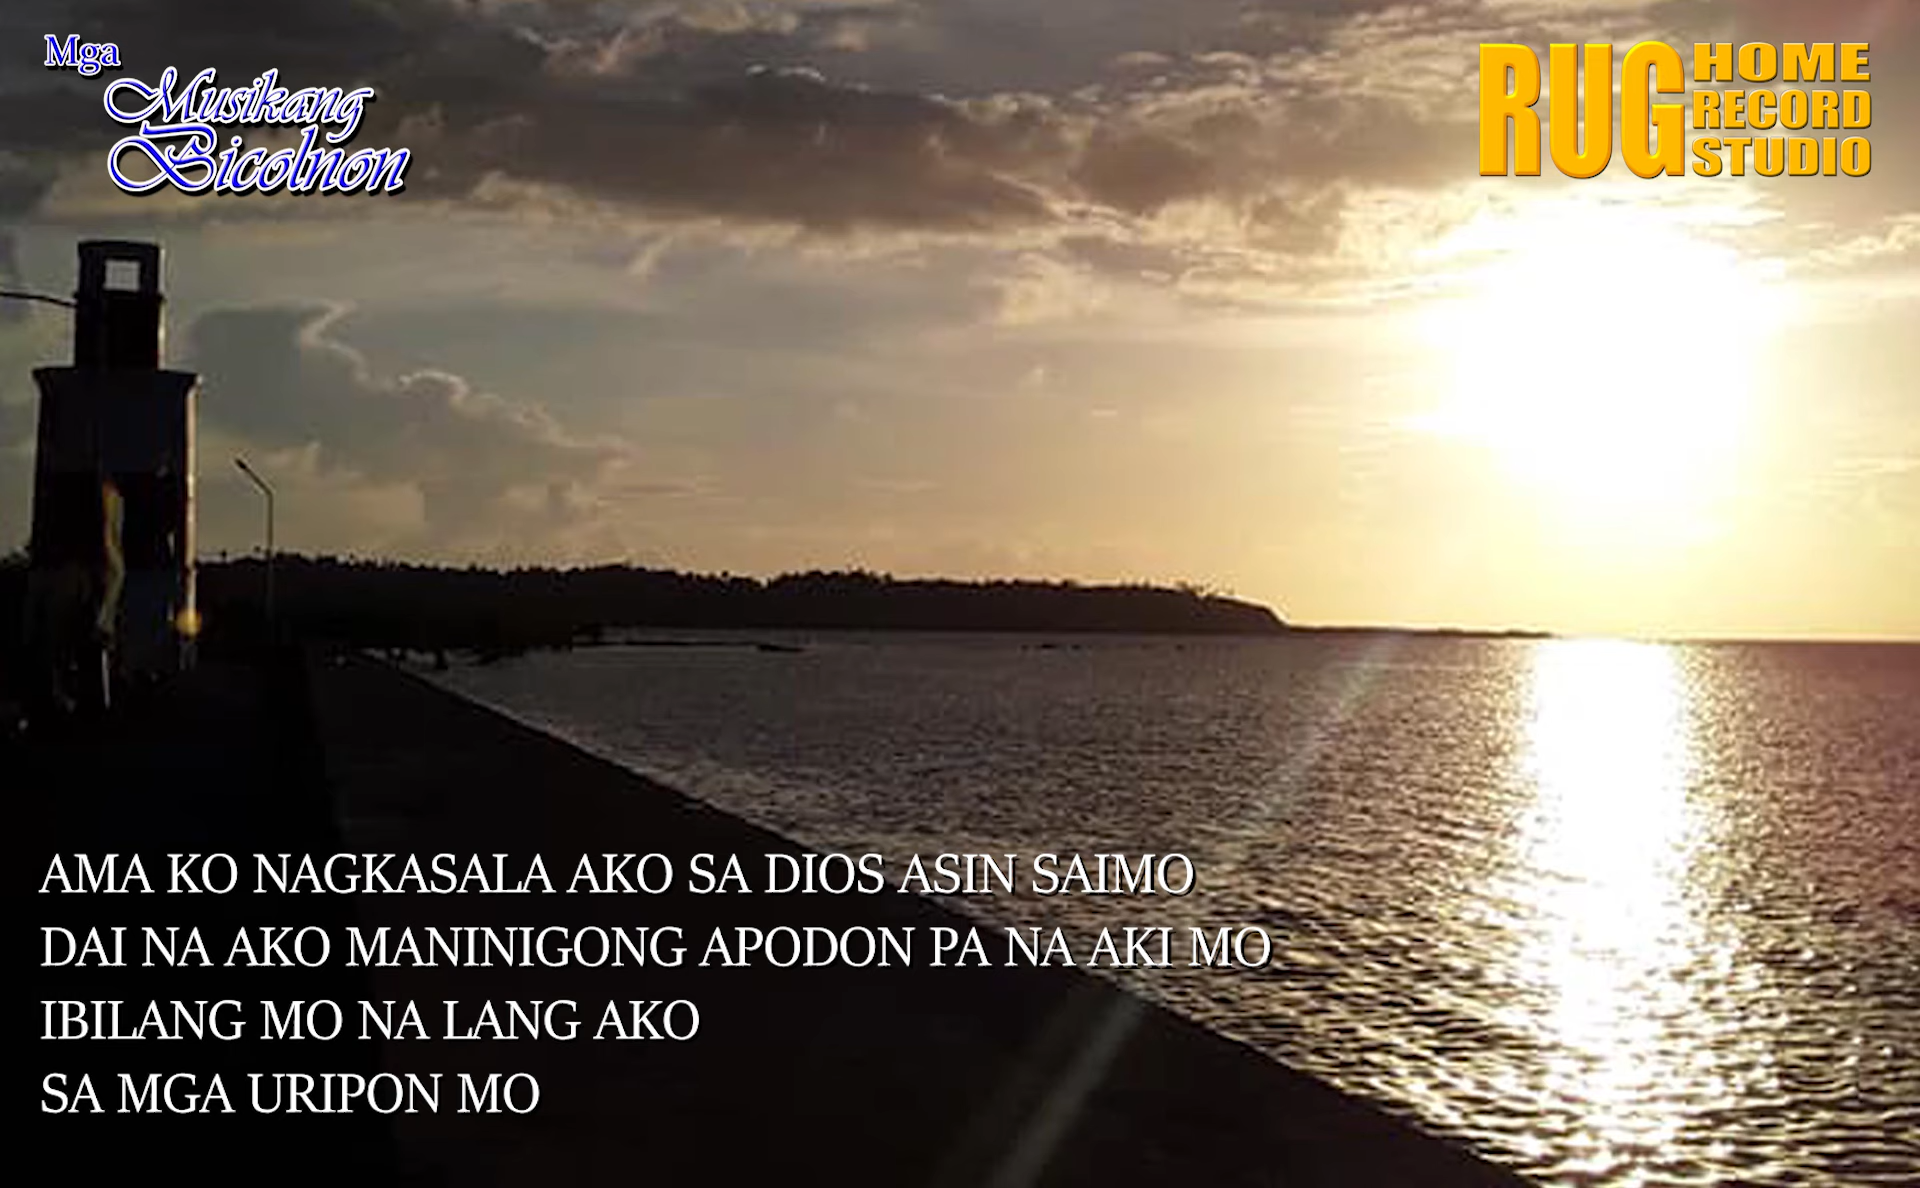 Mga
Musikang
Bicolnon
RUG HOME
RECORD
STUDIO
AMA KO NAGKASALA AKO SA DIOS ASIN SAIMO
DAI NA AKO MANINIGONG APODON PA NA AKI MO
IBILANG MO NA LANG AKO
SA MGA URIPON MO